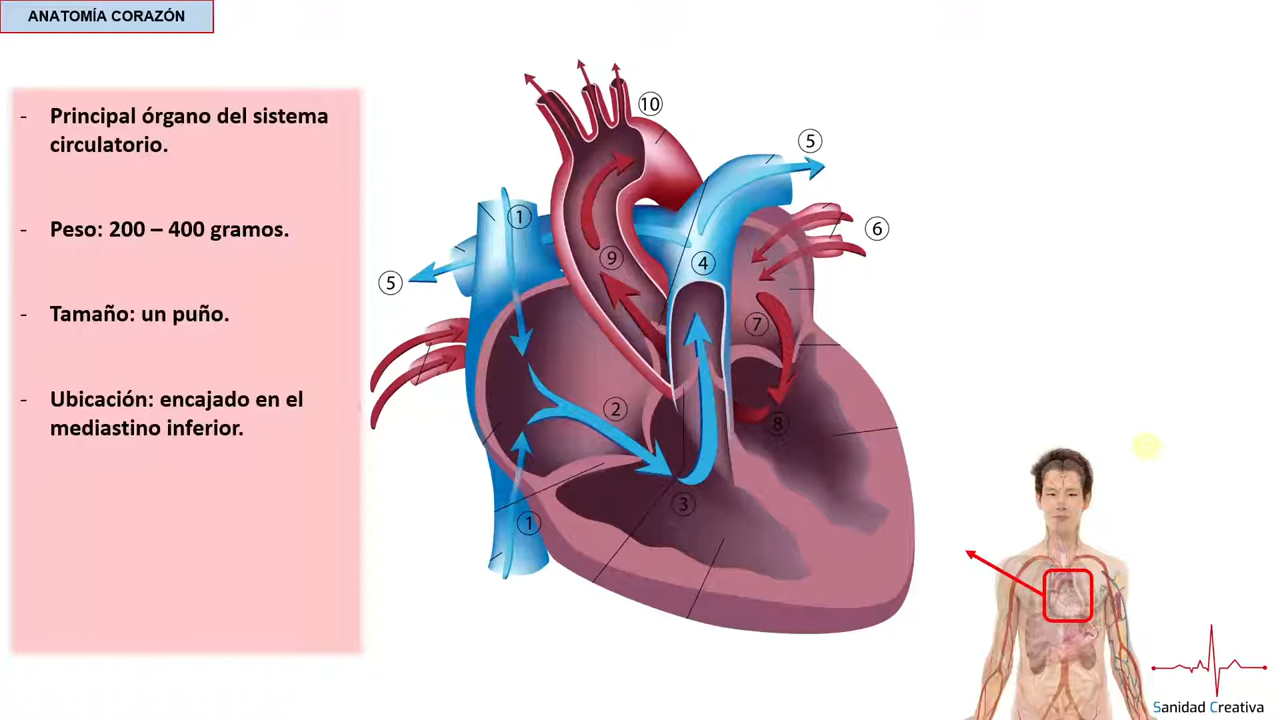 ANATOMÍA CORAZÓN
- Principal órgano del sistema
circulatorio.
- Peso: 200 – 400 gramos.
- Tamaño: un puño.
- Ubicación: encajado en el
mediastino inferior.
10
5
1
6
9
4
5
7
2
8
3
1
Sanidad Creativa